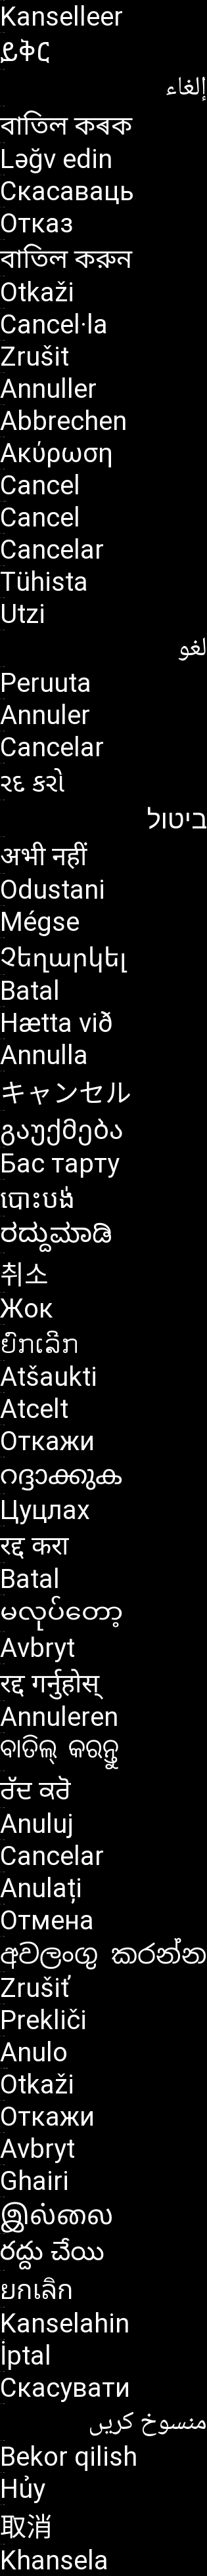 Kanselleer
ይቅር
إلغاء
বাতিল কৰক
Ləğv edin
Скасаваць
Отказ
বাতিল করুন
Otkaži
Cancel·la
Zrušit
Annuller
Abbrechen
Ακύρωση
Cancel
Cancel
Cancelar
Tühista
Utzi
لغو
Peruuta
Annuler
Cancelar
રદ કરો
ביטול
अभी नहीं
Odustani
Mégse
Չեղարկել
Batal
Hætta við
Annulla
キャンセル
გაუქმება
Бас тарту
បោះបង់
ರದ್ದುಮಾಡಿ
취소
Жок
ຍົກເລີກ
Atšaukti
Atcelt
Откажи
റദ്ദാക്കുക
Цуцлах
रद्द करा
Batal
မလုပ်တော့
Avbryt
रद्द गर्नुहोस्
Annuleren
ବାତିଲ୍ କରନ୍ତୁ
ਰੱਦ ਕਰੋ
Anuluj
Cancelar
Anulați
Отмена
අවලංගු කරන්න
Zrušiť
Prekliči
Anulo
Otkaži
Откажи
Avbryt
Ghairi
இல்லை
రద్దు చేయి
ยกเลิก
Kanselahin
İptal
Скасувати
منسوخ کریں
Bekor qilish
Hủy
取消
Khansela